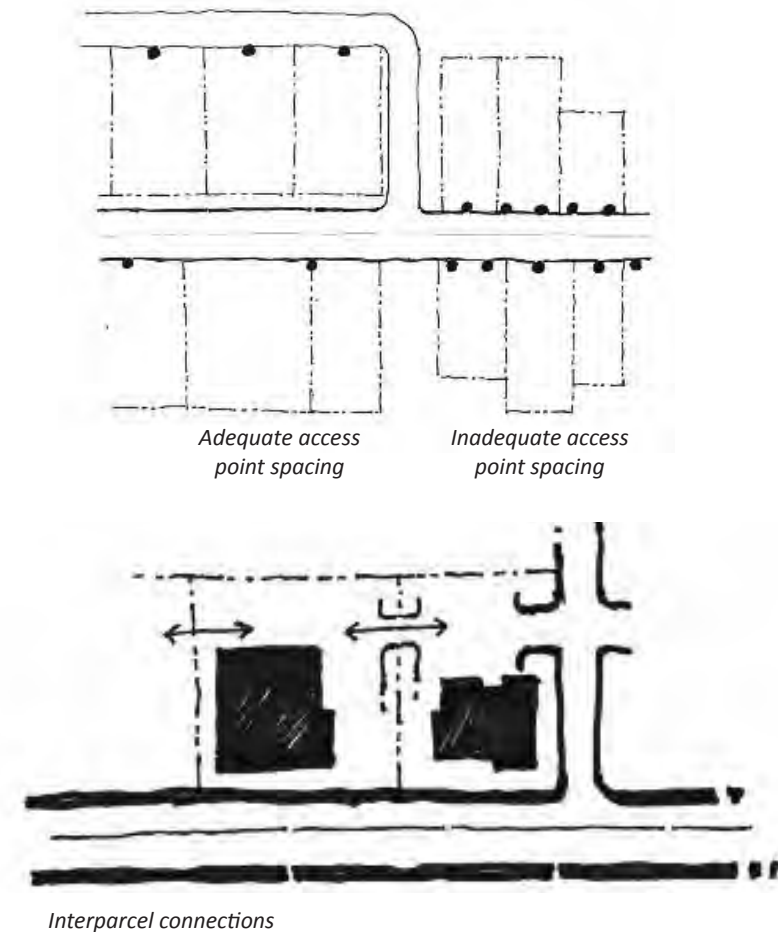 Adequate access
point spacing
Inadequate access
point spacing
Interparcel connections